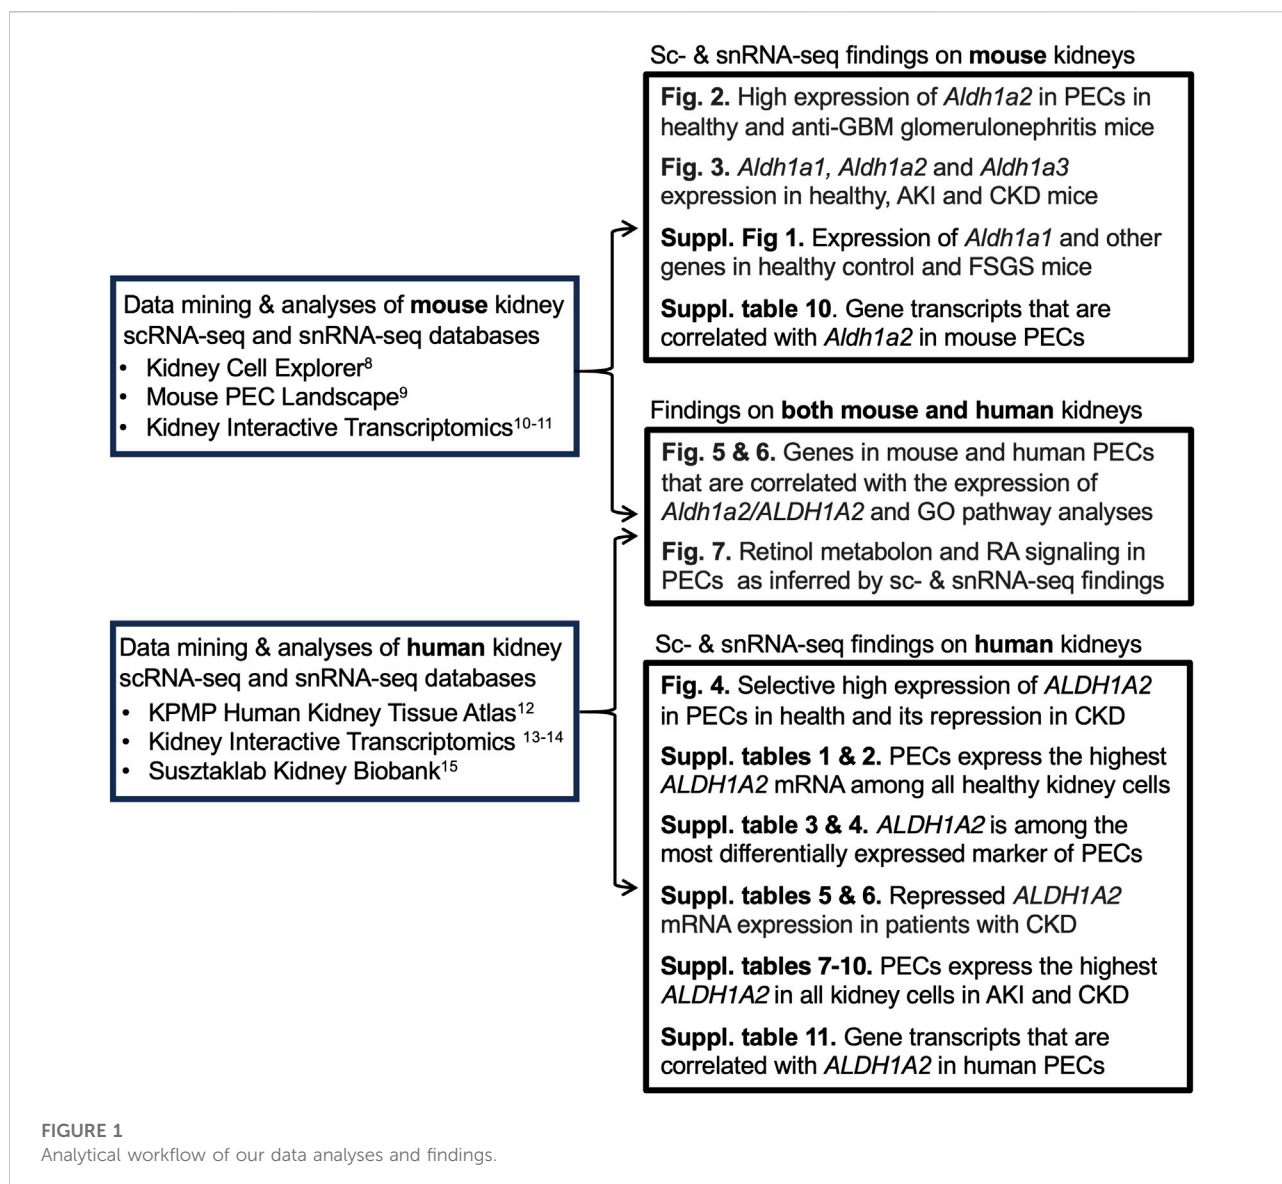 Sc- & snRNA-seq findings on mouse kidneys
Fig. 2. High expression of Aldh1a2 in PECs in
healthy and anti-GBM glomerulonephritis mice
Fig. 3. Aldh1a1, Aldh1a2 and Aldh1a3
expression in healthy, AKI and CKD mice
Suppl. Fig 1. Expression of Aldh1a1 and other
genes in healthy control and FSGS mice
Suppl. table 10. Gene transcripts that are
correlated with Aldh1a2 in mouse PECs
Data mining & analyses of mouse kidney
scRNA-seq and snRNA-seq databases
• Kidney Cell Explorer8
• Mouse PEC Landscape9
• Kidney Interactive Transcriptomics10-11
Findings on both mouse and human kidneys
Fig. 5 & 6. Genes in mouse and human PECs
that are correlated with the expression of
Aldh1a2/ALDH1A2 and GO pathway analyses
Fig. 7. Retinol metabolon and RA signaling in
PECs as inferred by sc- & snRNA-seq findings
Data mining & analyses of human kidney
scRNA-seq and snRNA-seq databases
• KPMP Human Kidney Tissue Atlas12
• Kidney Interactive Transcriptomics 13-14
• Susztaklab Kidney Biobank15
Sc- & snRNA-seq findings on human kidneys
Fig. 4. Selective high expression of ALDH1A2
in PECs in health and its repression in CKD
Suppl. tables 1 & 2. PECs express the highest
ALDH1A2 mRNA among all healthy kidney cells
Suppl. table 3 & 4. ALDH1A2 is among the
most differentially expressed marker of PECs
Suppl. tables 5 & 6. Repressed ALDH1A2
mRNA expression in patients with CKD
Suppl. tables 7-10. PECs express the highest
ALDH1A2 in all kidney cells in AKI and CKD
Suppl. table 11. Gene transcripts that are
correlated with ALDH1A2 in human PECs
FIGURE 1
Analytical workflow of our data analyses and findings.